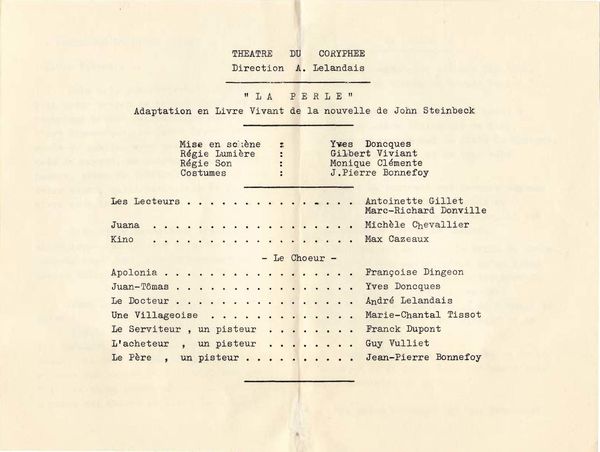 THEATRE DU CORYPHEE
Direction A. Lelandais
" L A P E R L E "
Adaptation en Livre Vivant de la nouvelle de John Steinbeck
Mise en scène : Yves Doncques
Régie Lumière : Gilbert Viviant
Régie Son : Monique Clémente
Costumes : J.Pierre Bonnefoy
Les Lecteurs . . . . . . . . . . . . . . . . Antoinette Gillet
Marc-Richard Donville
Juana . . . . . . . . . . . . . . . . . . . Michèle Chevallier
Kino . . . . . . . . . . . . . . . . . . . Max Cazeaux
- Le Choeur -
Apolonia . . . . . . . . . . . . . . . . . . Françoise Dingeon
Juan-Tômas . . . . . . . . . . . . . . . . . Yves Doncques
Le Docteur . . . . . . . . . . . . . . . . . André Lelandais
Une Villageoise . . . . . . . . . . . . . . Marie-Chantal Tissot
Le Serviteur , un pisteur . . . . . . . . Franck Dupont
L'acheteur , un pisteur . . . . . . . . Guy Vulliet
Le Père , un pisteur . . . . . . . . . . Jean-Pierre Bonnefoy